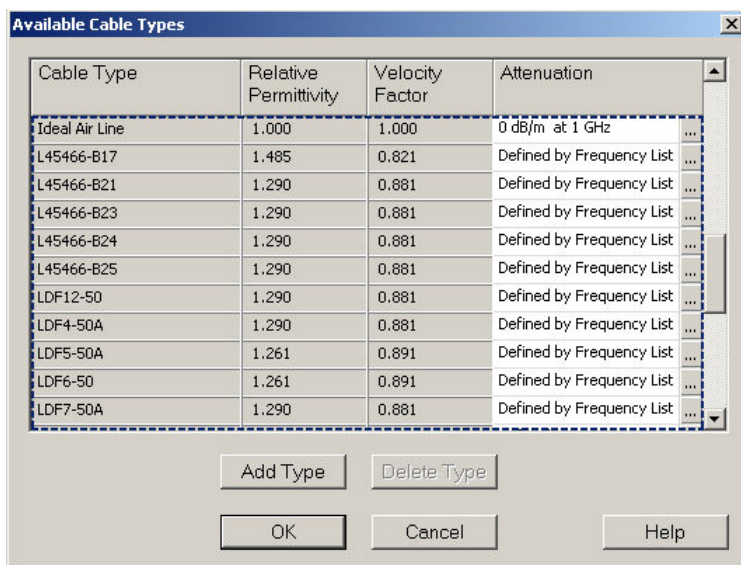 Available Cable Types
Cable Type Relative Permittivity Velocity Factor Attenuation
Ideal Air Line 1.000 1.000 0 dB/m at 1 GHz ...
L45466-B17 1.485 0.821 Defined by Frequency List ...
L45466-B21 1.290 0.881 Defined by Frequency List ...
L45466-B23 1.290 0.881 Defined by Frequency List ...
L45466-B24 1.290 0.881 Defined by Frequency List ...
L45466-B25 1.290 0.881 Defined by Frequency List ...
LDF12-50 1.290 0.881 Defined by Frequency List ...
LDF4-50A 1.290 0.881 Defined by Frequency List ...
LDF5-50A 1.261 0.891 Defined by Frequency List ...
LDF6-50 1.261 0.891 Defined by Frequency List ...
LDF7-50A 1.290 0.881 Defined by Frequency List ...
Add Type Delete Type
OK Cancel Help